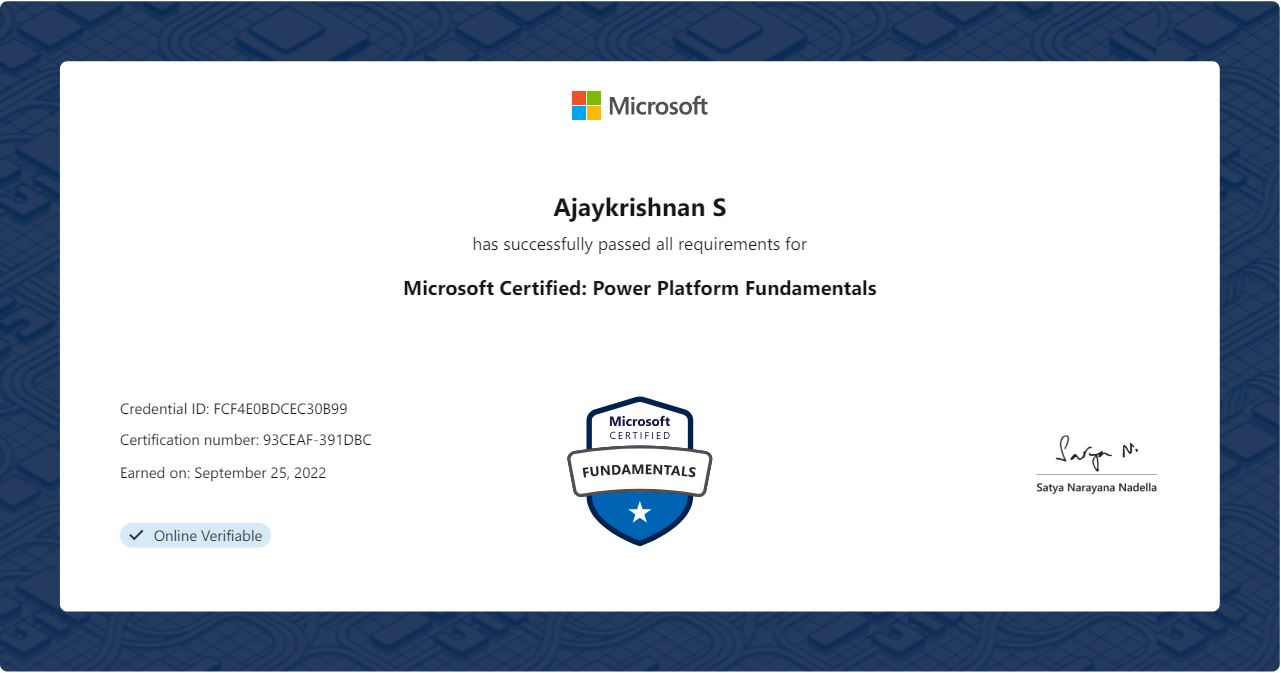 Microsoft
Ajaykrishnan S
has successfully passed all requirements for
Microsoft Certified: Power Platform Fundamentals
Credential ID: FCF4E0BDCEC30B99
Certification number: 93CEAF-391DBC
Earned on: September 25, 2022
Online Verifiable
Microsoft
CERTIFIED
FUNDAMENTALS
Satya N.
Satya Narayana Nadella